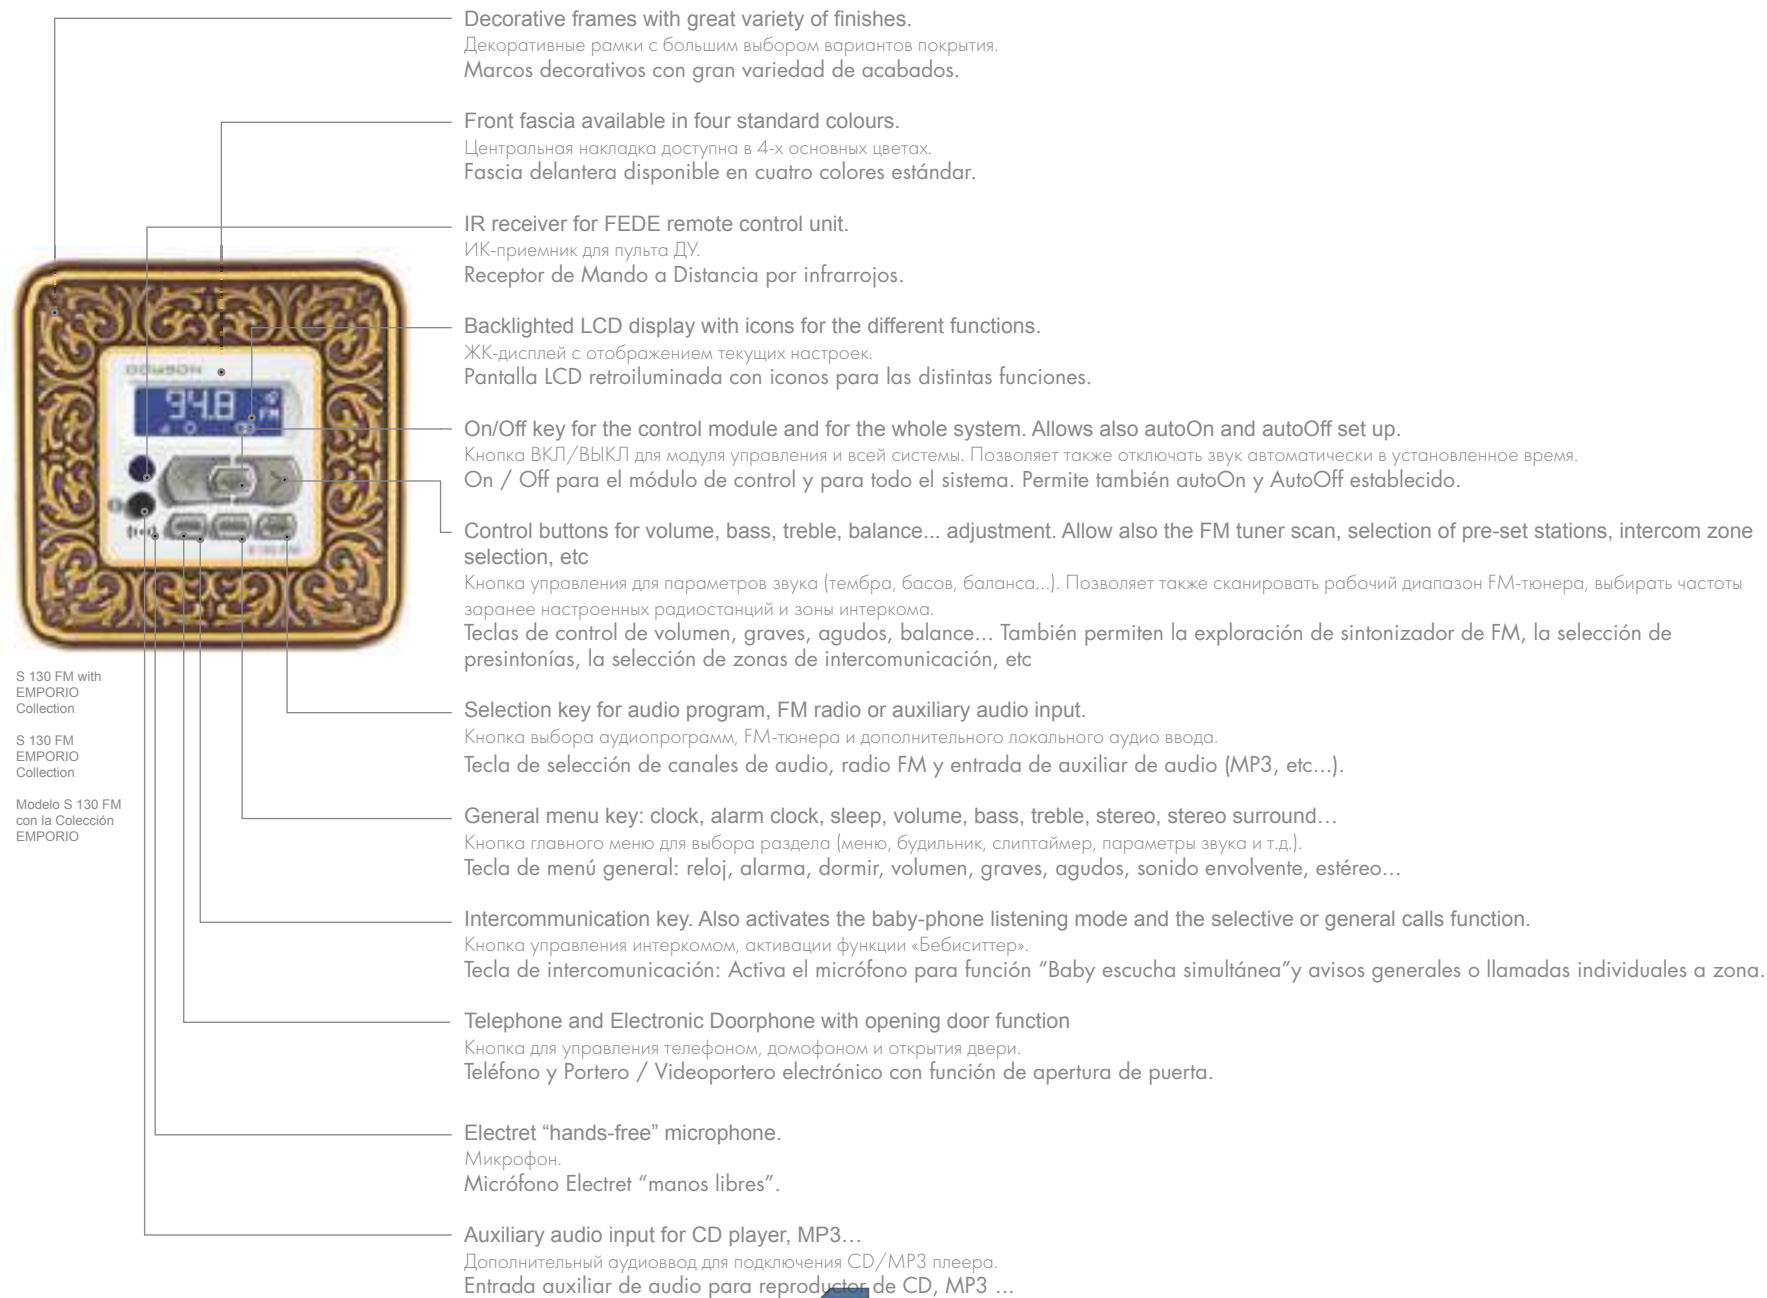 Decorative frames with great variety of finishes.
Декоративные рамки с большим выбором вариантов покрытия.
Marcos decorativos con gran variedad de acabados.
Front fascia available in four standard colours.
Центральная накладка доступна в 4-х основных цветах.
Fascia delantera disponible en cuatro colores estándar.
IR receiver for FEDE remote control unit.
ИК-приемник для пульта ДУ.
Receptor de Mando a Distancia por infrarrojos.
Backlighted LCD display with icons for the different functions.
ЖК-дисплей с отображением текущих настроек.
Pantalla LCD retroiluminada con iconos para las distintas funciones.
94.8
FM
On/Off key for the control module and for the whole system. Allows also autoOn and autoOff set up.
Кнопка ВКЛ/ВЫКЛ для модуля управления и всей системы. Позволяет также отключать звук автоматически в установленное время.
On / Off para el módulo de control y para todo el sistema. Permite también autoOn y AutoOff establecido.
Control buttons for volume, bass, treble, balance... adjustment. Allow also the FM tuner scan, selection of pre-set stations, intercom zone
selection, etc
Кнопка управления для параметров звука (тембра, басов, баланса...). Позволяет также сканировать рабочий диапазон FM-тюнера, выбирать частоты
заранее настроенных радиостанций и зоны интеркома.
Teclas de control de volumen, graves, agudos, balance... También permiten la exploración de sintonizador de FM, la selección de
presintonías, la selección de zonas de intercomunicación, etc
S 130 FM
S 130 FM with
EMPORIO
Collection
S 130 FM
EMPORIO
Collection
Modelo S 130 FM
con la Colección
EMPORIO
Selection key for audio program, FM radio or auxiliary audio input.
Кнопка выбора аудиопрограмм, FM-тюнера и дополнительного локального аудио ввода.
Tecla de selección de canales de audio, radio FM y entrada de auxiliar de audio (MP3, etc...).
General menu key: clock, alarm clock, sleep, volume, bass, treble, stereo, stereo surround…
Кнопка главного меню для выбора раздела (меню, будильник, слиптаймер, параметры звука и т.д.).
Tecla de menú general: reloj, alarma, dormir, volumen, graves, agudos, sonido envolvente, estéreo...
Intercommunication key. Also activates the baby-phone listening mode and the selective or general calls function.
Кнопка управления интеркомом, активации функции «Бебиситтер».
Tecla de intercomunicación: Activa el micrófono para función “Baby escucha simultánea”y avisos generales o llamadas individuales a zona.
Telephone and Electronic Doorphone with opening door function
Кнопка для управления телефоном, домофоном и открытия двери.
Teléfono y Portero / Videoportero electrónico con función de apertura de puerta.
Electret “hands-free” microphone.
Микрофон.
Micrófono Electret “manos libres”.
Auxiliary audio input for CD player, MP3…
Дополнительный аудиоввод для подключения CD/MP3 плеера.
Entrada auxiliar de audio para reproductor de CD, MP3 ...